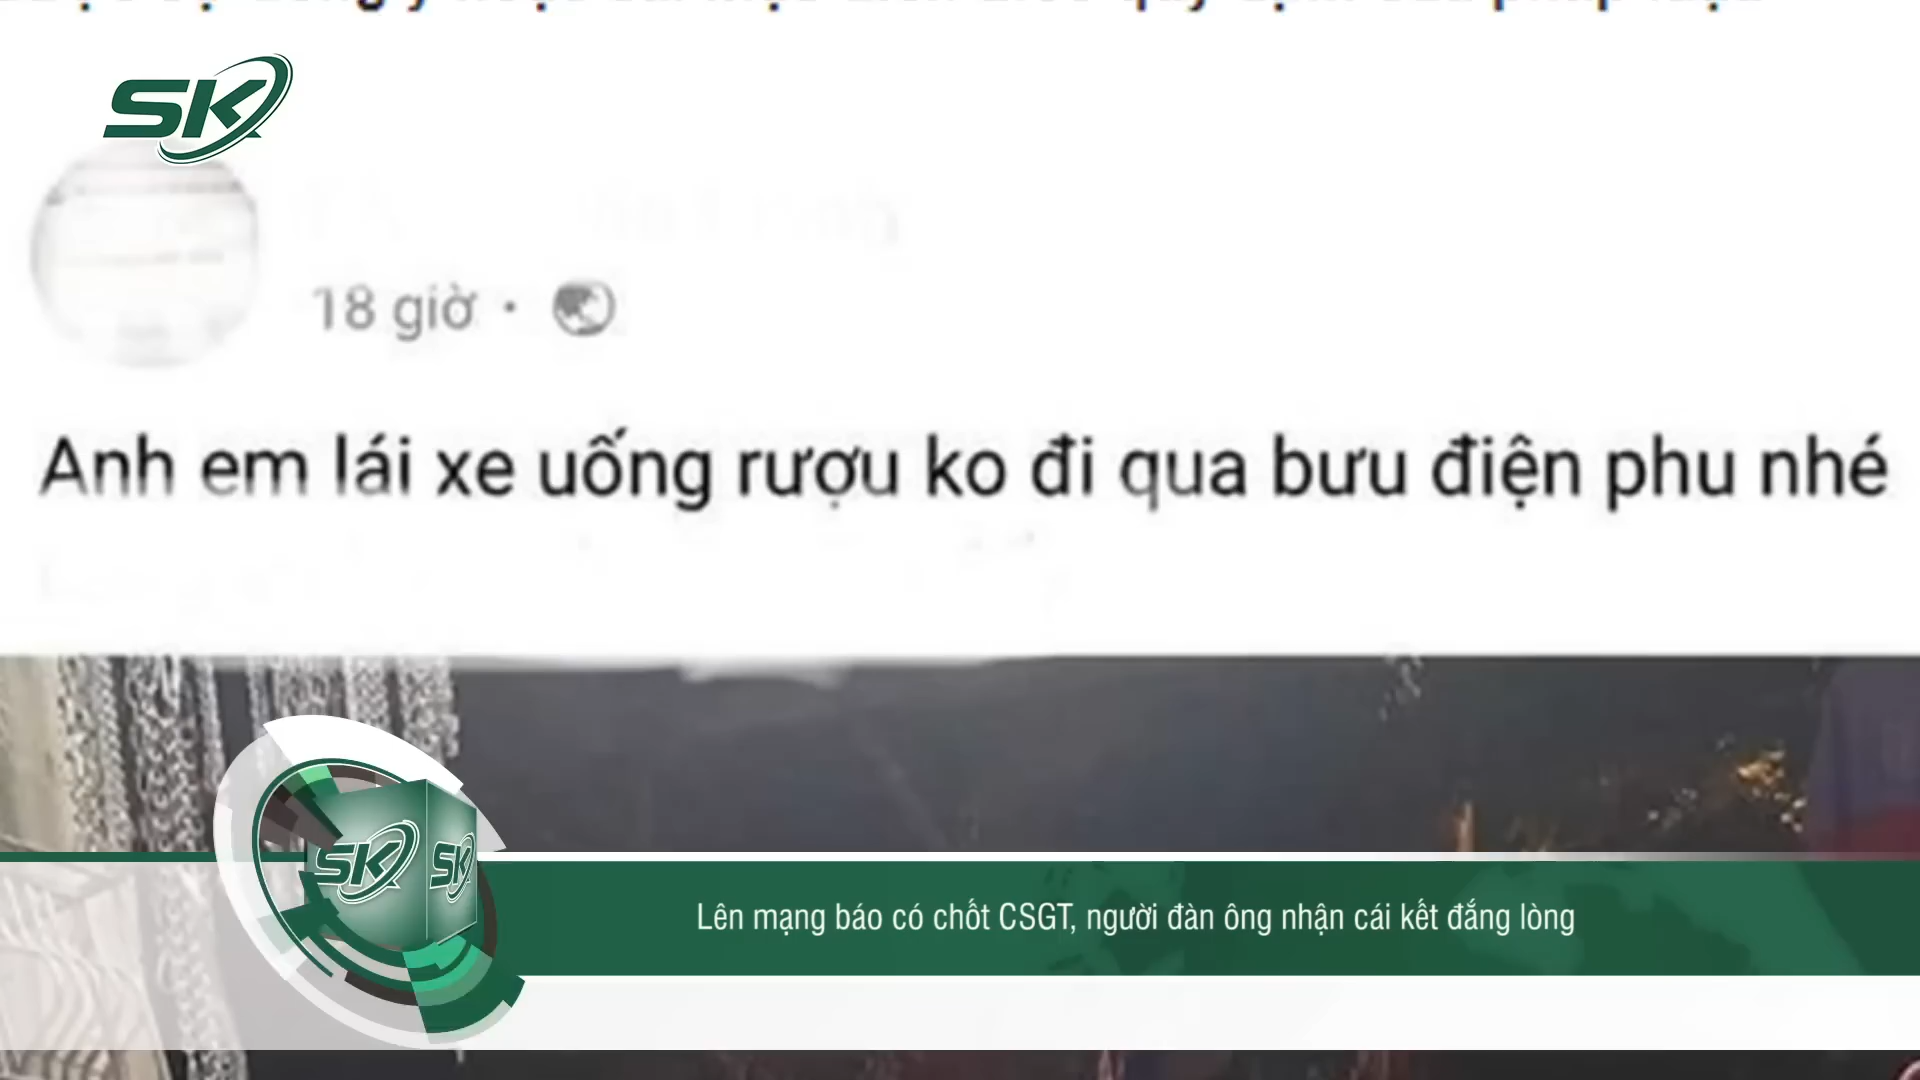 SK
18 giờ ·
Anh em lái xe uống rượu ko đi qua bưu điện phu nhé
SK SK
Lên mạng báo có chốt CSGT, người đàn ông nhận cái kết đắng lòng